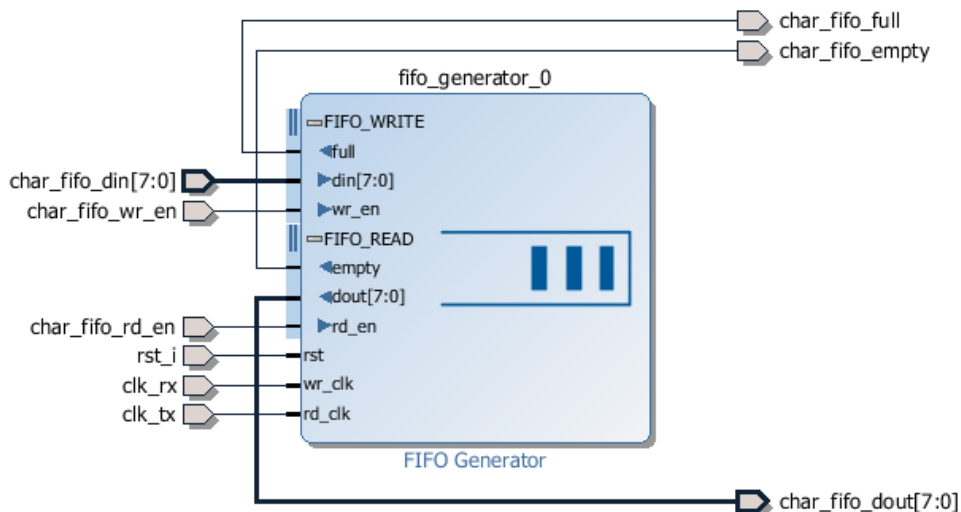 char_fifo_full
char_fifo_empty
fifo_generator_0
FIFO_WRITE
full
char_fifo_din[7:0]
din[7:0]
char_fifo_wr_en
wr_en
FIFO_READ
empty
dout[7:0]
char_fifo_rd_en
rd_en
rst_i
rst
clk_rx
wr_clk
clk_tx
rd_clk
FIFO Generator
char_fifo_dout[7:0]